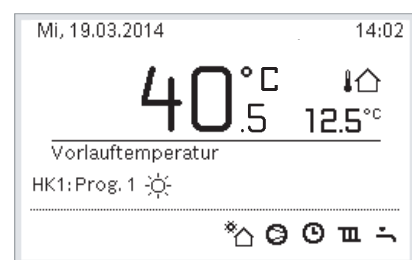 Mi, 19.03.2014 14:02
40.5 °C
12.5°C
Vorlauftemperatur
HK1: Prog. 1